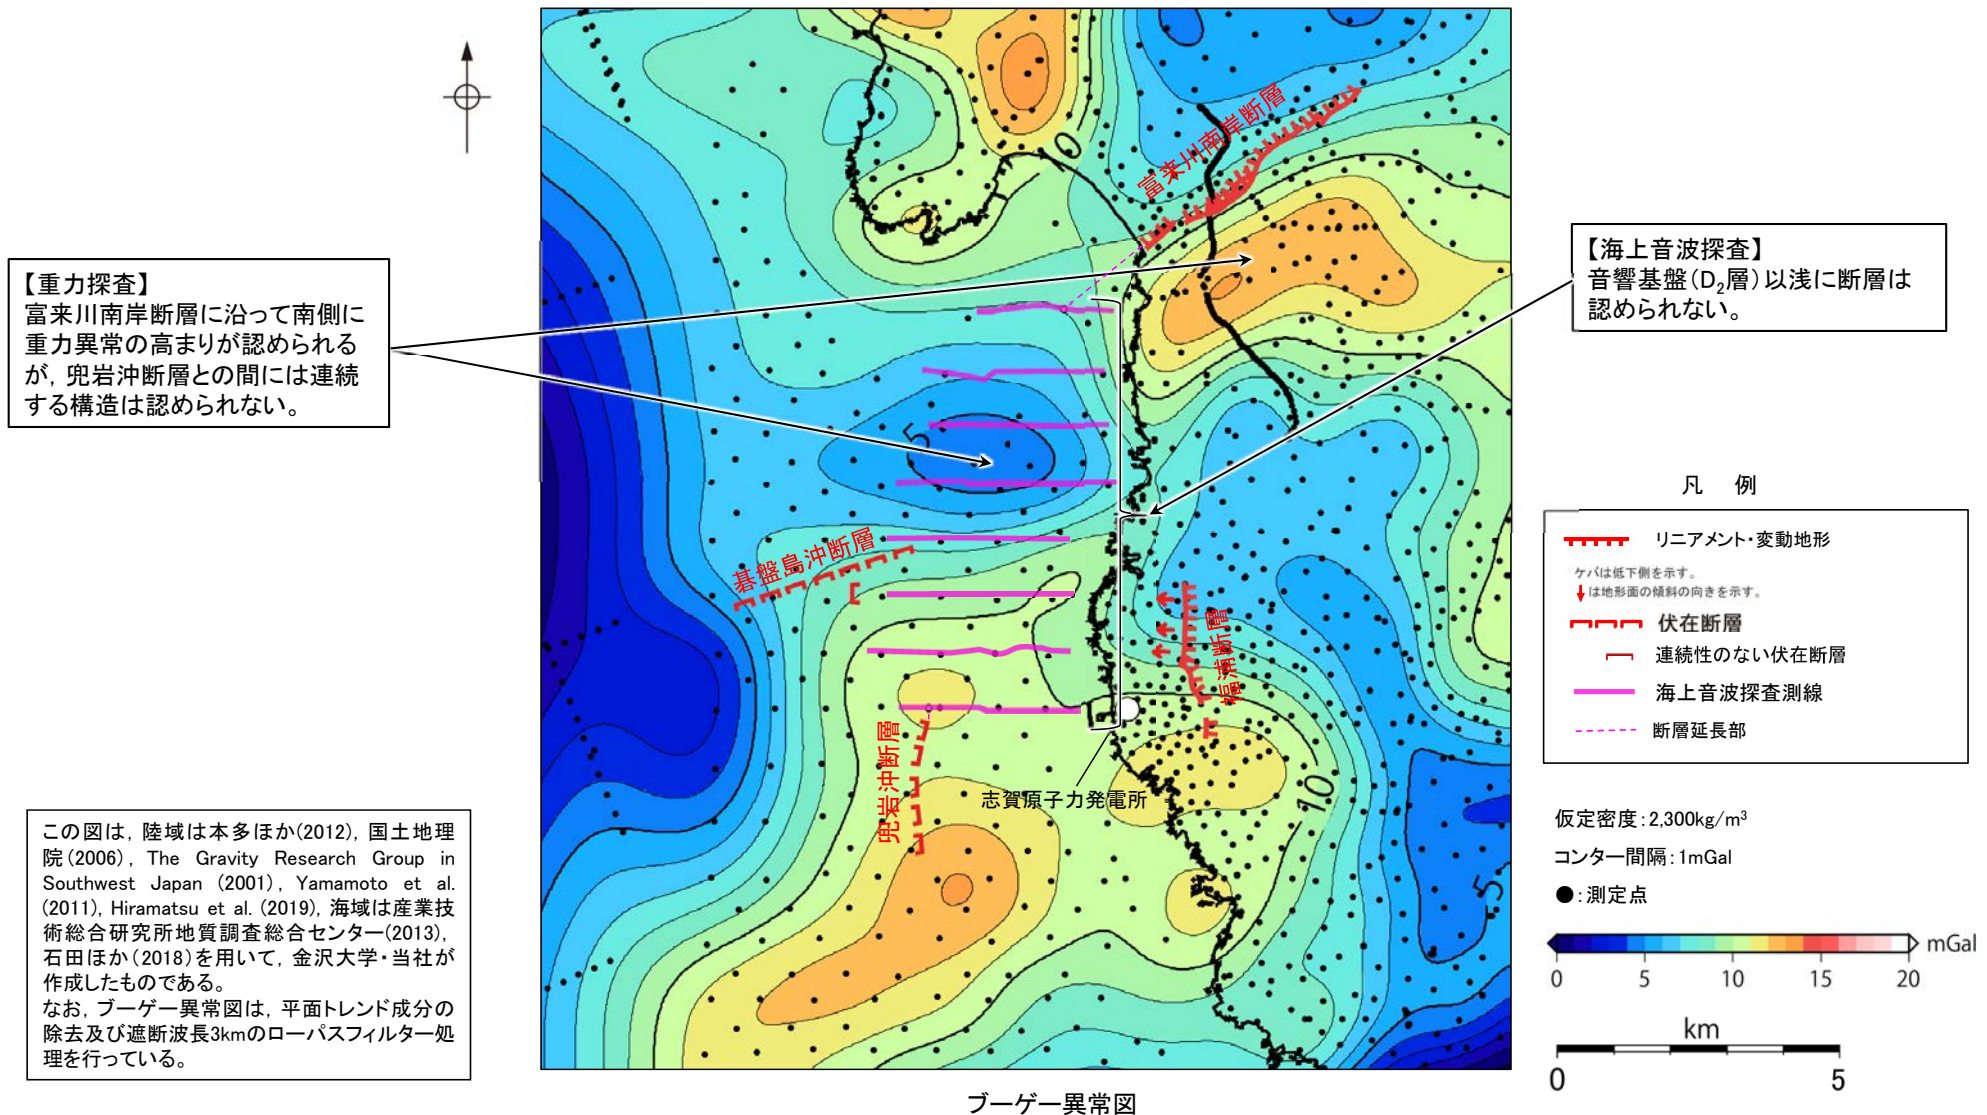 【重力探査】
富来川南岸断層に沿って南側に
重力異常の高まりが認められる
が, 兜岩沖断層との間には連続
する構造は認められない。
【海上音波探査】
音響基盤(D₂層)以浅に断層は
認められない。
富来川南岸断層
10
5
碁盤島沖断層
福浦断層
兜岩沖断層
志賀原子力発電所
10
5
凡 例
リニアメント・変動地形
ケバは低下側を示す。
は地形面の傾斜の向きを示す。
伏在断層
連続性のない伏在断層
海上音波探査測線
断層延長部
仮定密度:2,300kg/m³
コンター間隔:1mGal
●:測定点
mGal
0 5 10 15 20
km
0 5
この図は, 陸域は本多ほか(2012), 国土地理
院(2006), The Gravity Research Group in
Southwest Japan (2001), Yamamoto et al.
(2011), Hiramatsu et al. (2019), 海域は産業技
術総合研究所地質調査総合センター(2013),
石田ほか(2018)を用いて, 金沢大学・当社が
作成したものである。
なお, ブーゲー異常図は, 平面トレンド成分の
除去及び遮断波長3kmのローパスフィルター処
理を行っている。
ブーゲー異常図